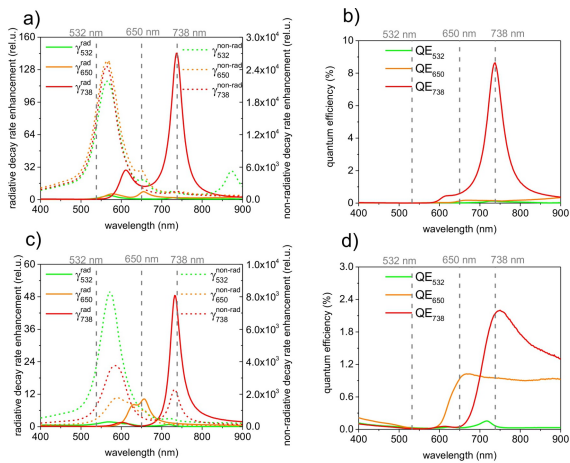 a)
532 nm 650 nm 738 nm
γ532rad
γ650rad
γ738rad
γ532non-rad
γ650non-rad
γ738non-rad
radiative decay rate enhancement (rel.u.)
160
128
96
64
32
0
3.0x10⁴
2.4x10⁴
1.8x10⁴
1.2x10⁴
6.0x10³
0.0
non-radiative decay rate enhancement (rel.u.)
400 500 600 700 800 900
wavelength (nm)
b)
532 nm 650 nm 738 nm
QE532
QE650
QE738
quantum efficiency (%)
10
8
6
4
2
0
400 500 600 700 800 900
wavelength (nm)
c)
532 nm 650 nm 738 nm
γ532rad
γ650rad
γ738rad
γ532non-rad
γ650non-rad
γ738non-rad
radiative decay rate enhancement (rel.u.)
60
48
36
24
12
0
1.0x10⁴
8.0x10³
6.0x10³
4.0x10³
2.0x10³
0.0
non-radiative decay rate enhancement (rel.u.)
400 500 600 700 800 900
wavelength (nm)
d)
532 nm 650 nm 738 nm
QE532
QE650
QE738
quantum efficiency (%)
3.0
2.4
1.8
1.2
0.6
0.0
400 500 600 700 800 900
wavelength (nm)